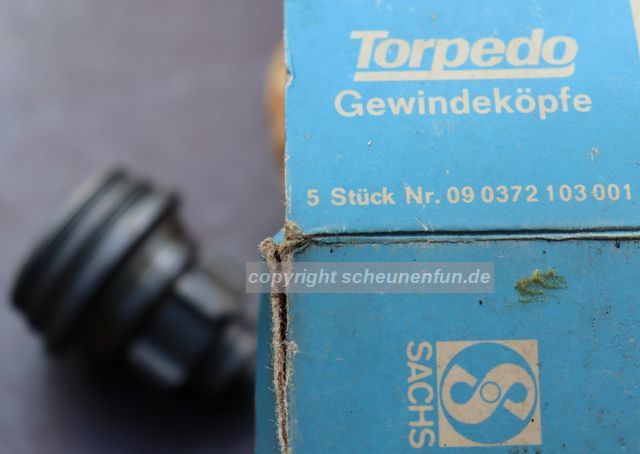 Torpedo
Gewindeköpfe
5 Stück Nr. 09 0372 103 001
copyright scheunenfun.de
SACHS